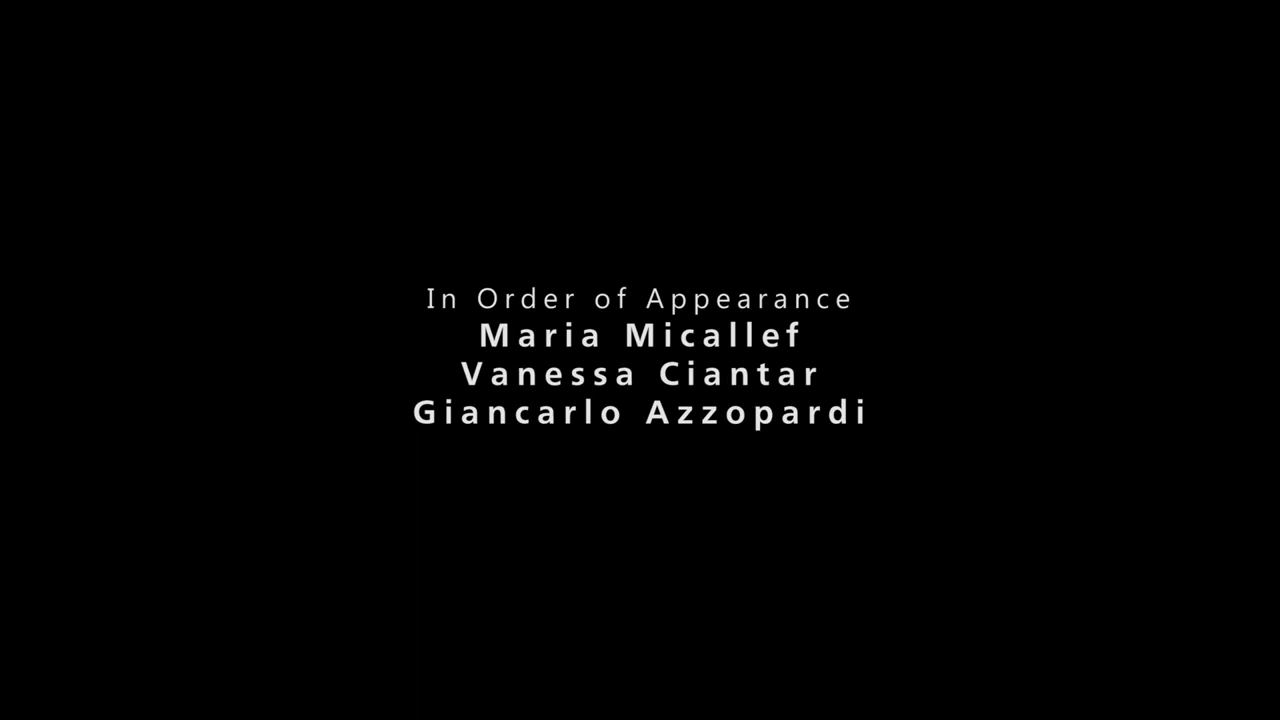 In Order of Appearance
Maria Micallef
Vanessa Ciantar
Giancarlo Azzopardi